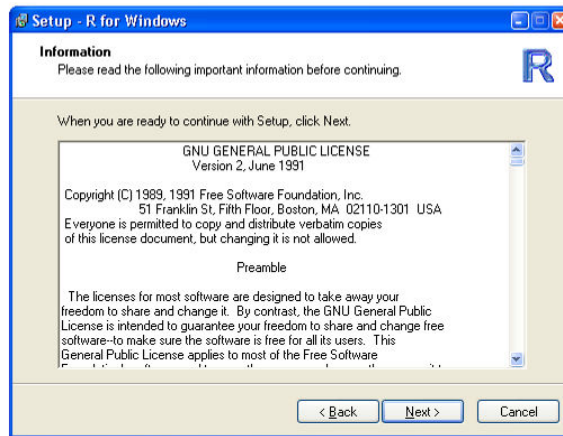 Setup - R for Windows
Information
Please read the following important information before continuing.
R
When you are ready to continue with Setup, click Next.
GNU GENERAL PUBLIC LICENSE
Version 2, June 1991
Copyright (C) 1989, 1991 Free Software Foundation, Inc.
51 Franklin St, Fifth Floor, Boston, MA 02110-1301 USA
Everyone is permitted to copy and distribute verbatim copies
of this license document, but changing it is not allowed.
Preamble
The licenses for most software are designed to take away your
freedom to share and change it. By contrast, the GNU General Public
License is intended to guarantee your freedom to share and change free
software--to make sure the software is free for all its users. This
General Public License applies to most of the Free Software
< Back
Next >
Cancel